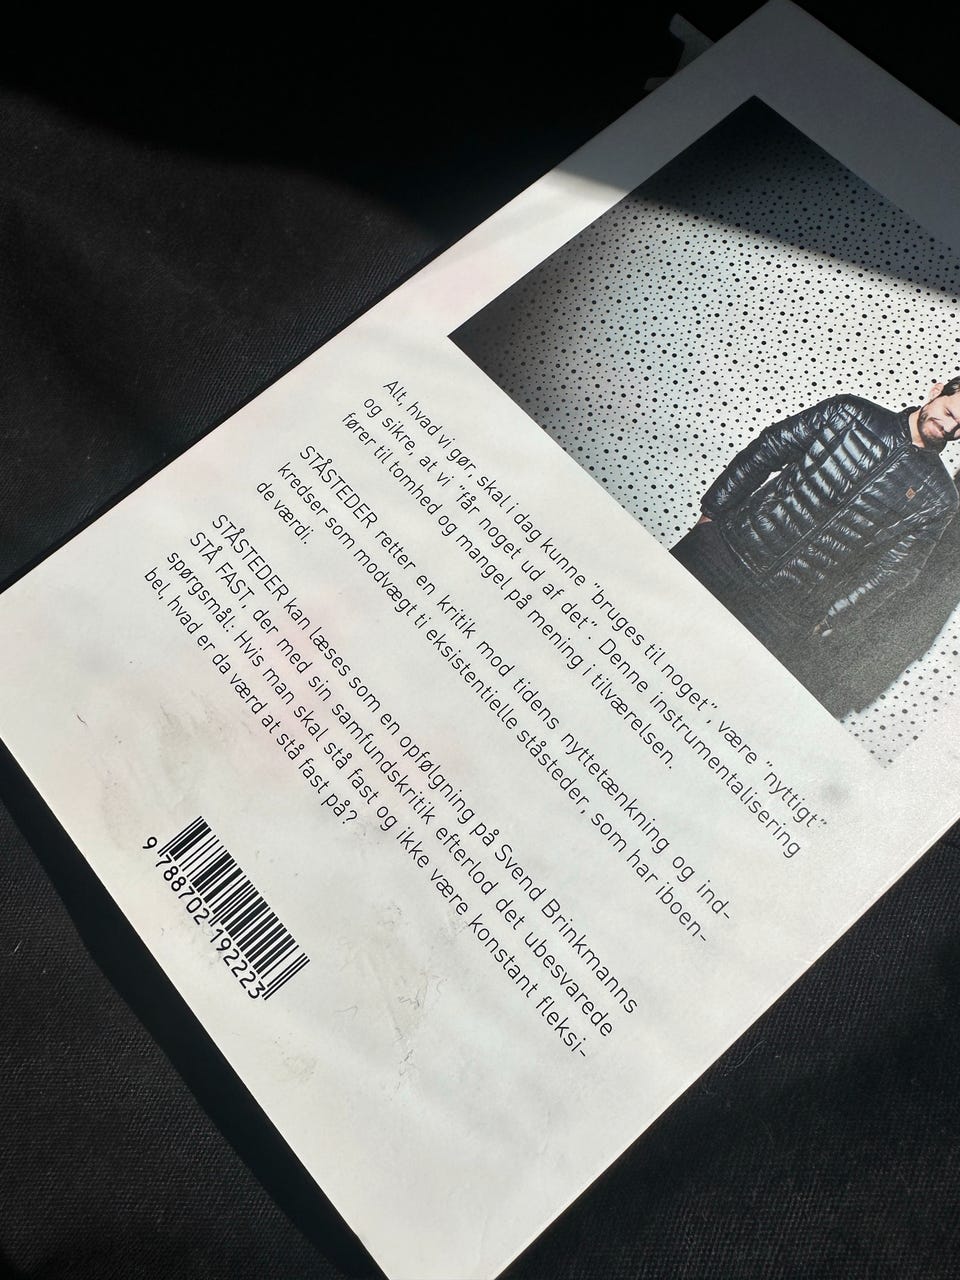 Alt, hvad vi gør, skal i dag kunne ”bruges til noget”, være ”nyttigt”
og sikre, at vi ”får noget ud af det”. Denne instrumentalisering
fører til tomhed og mangel på mening i tilværelsen.
STÅSTEDER retter en kritik mod tidens nyttetænkning og ind-
kredser som modvægt ti eksistentielle ståsteder, som har iboen-
de værdi.
STÅSTEDER kan læses som en opfølgning på Svend Brinkmanns
STÅ FAST, der med sin samfundskritik efterlod det ubesvarede
spørgsmål: Hvis man skal stå fast og ikke være konstant fleksi-
bel, hvad er da værd at stå fast på?
9 788702 192223